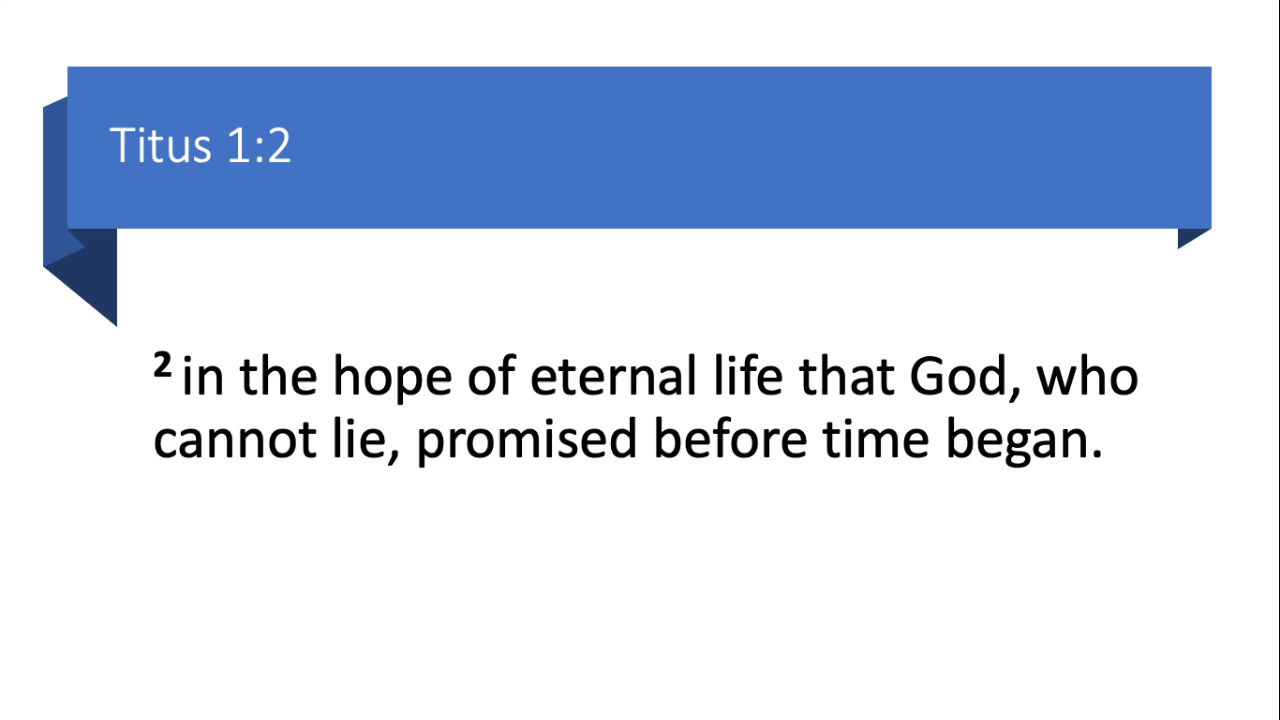 Titus 1:2
2 in the hope of eternal life that God, who
cannot lie, promised before time began.